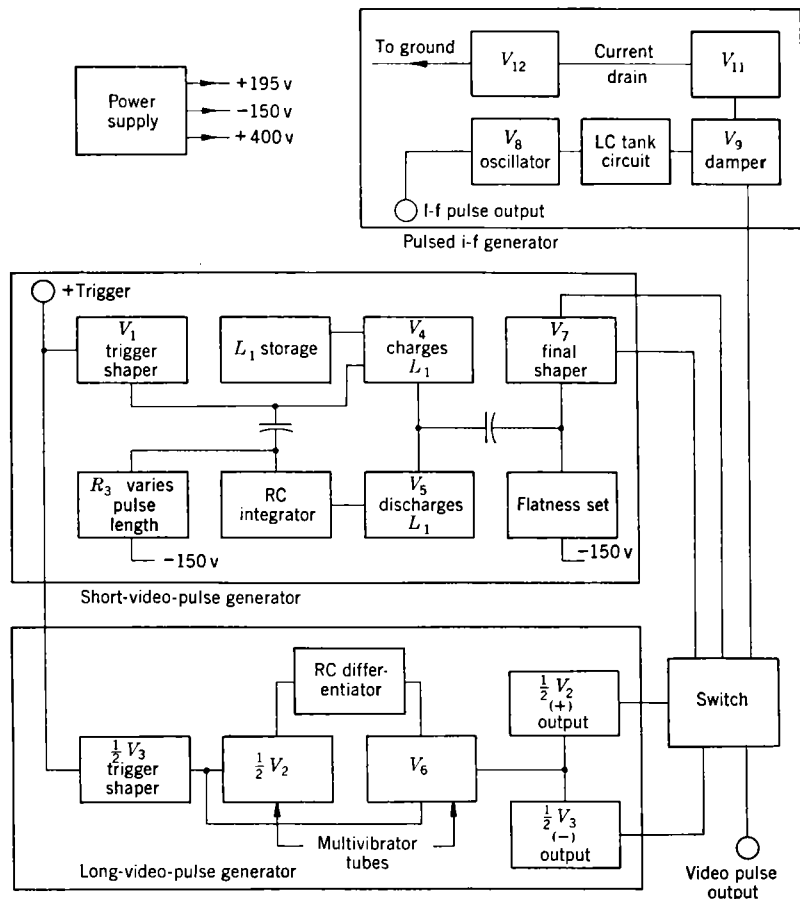 Power
supply
+195 v
-150 v
+400 v
To ground
V12
Current
drain
V11
V8
oscillator
LC tank
circuit
V9
damper
I-f pulse output
Pulsed i-f generator
+Trigger
V1
trigger
shaper
L1 storage
V4
charges
L1
V7
final
shaper
R3 varies
pulse
length
RC
integrator
V5
discharges
L1
Flatness set
-150 v
-150 v
Short-video-pulse generator
RC differ-
entiator
½ V3
trigger
shaper
½ V2
V6
½ V2
(+)
output
½ V3
(-)
output
Switch
Multivibrator
tubes
Long-video-pulse generator
Video pulse
output